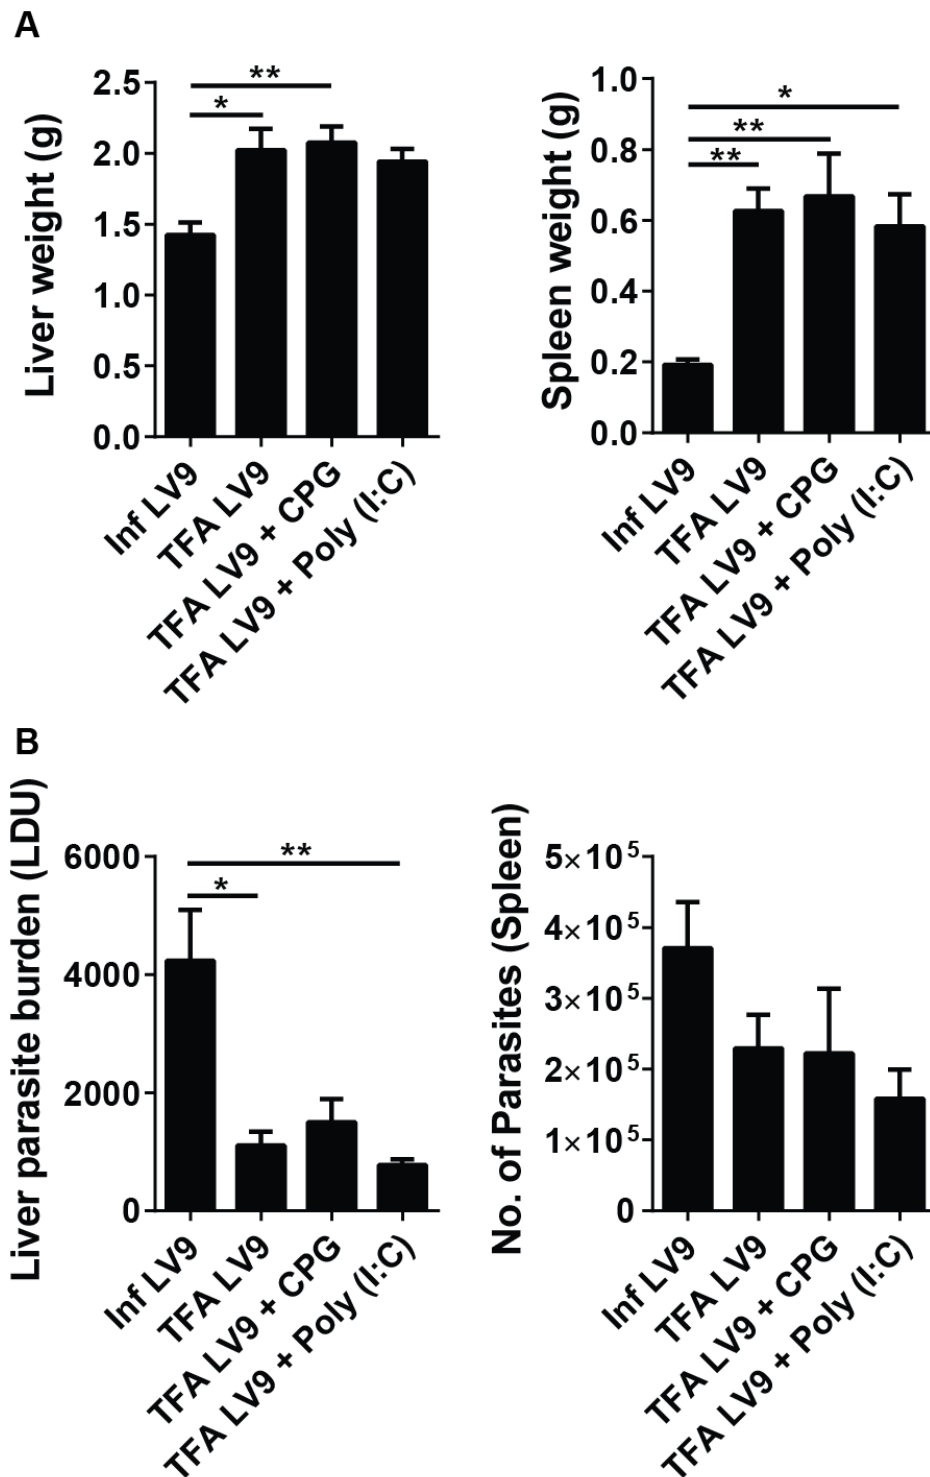 A
Liver weight (g)
2.5
2.0
1.5
1.0
0.5
0.0
**
*
Inf LV9
TFA LV9
TFA LV9 + CPG
TFA LV9 + Poly (I:C)
Spleen weight (g)
1.0
0.8
0.6
0.4
0.2
0.0
*
**
**
Inf LV9
TFA LV9
TFA LV9 + CPG
TFA LV9 + Poly (I:C)
B
Liver parasite burden (LDU)
6000
4000
2000
0
**
*
Inf LV9
TFA LV9
TFA LV9 + CPG
TFA LV9 + Poly (I:C)
No. of Parasites (Spleen)
5×10⁵
4×10⁵
3×10⁵
2×10⁵
1×10⁵
0
Inf LV9
TFA LV9
TFA LV9 + CPG
TFA LV9 + Poly (I:C)